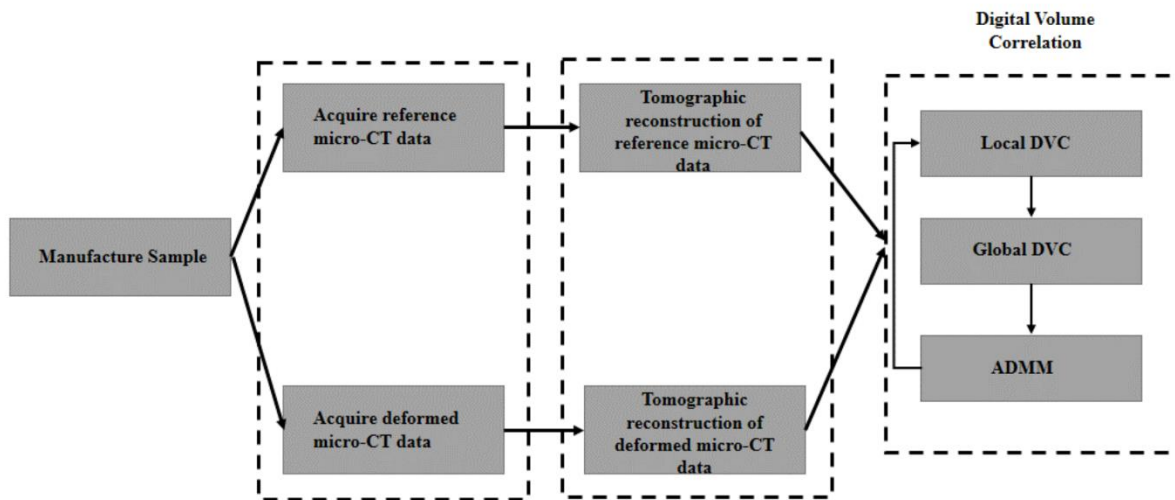 Digital Volume
Correlation
Acquire reference
micro-CT data
Tomographic
reconstruction of
reference micro-CT
data
Local DVC
Manufacture Sample
Global DVC
Acquire deformed
micro-CT data
Tomographic
reconstruction of
deformed micro-CT
data
ADMM